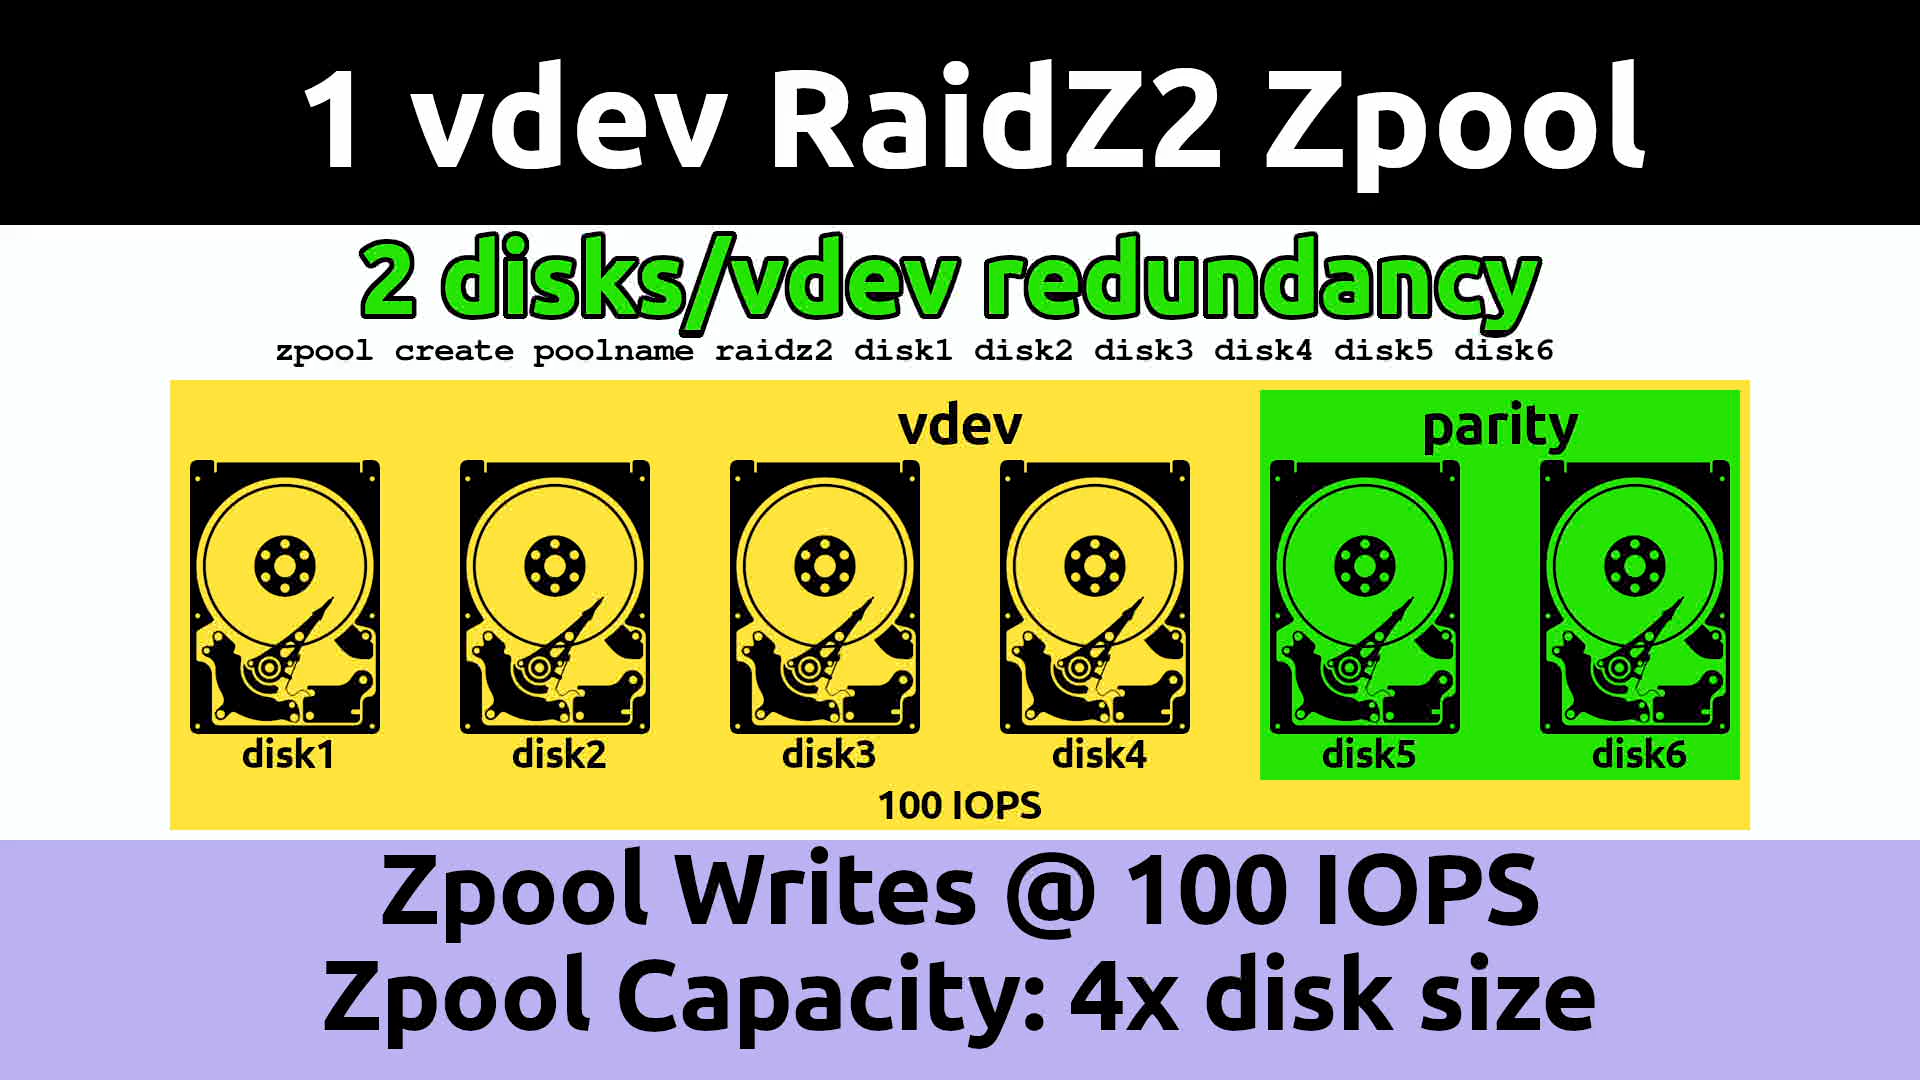 1 vdev RaidZ2 Zpool
2 disks/vdev redundancy
zpool create poolname raidz2 disk1 disk2 disk3 disk4 disk5 disk6
vdev
parity
disk1
disk2
disk3
disk4
disk5
disk6
100 IOPS
Zpool Writes @ 100 IOPS
Zpool Capacity: 4x disk size